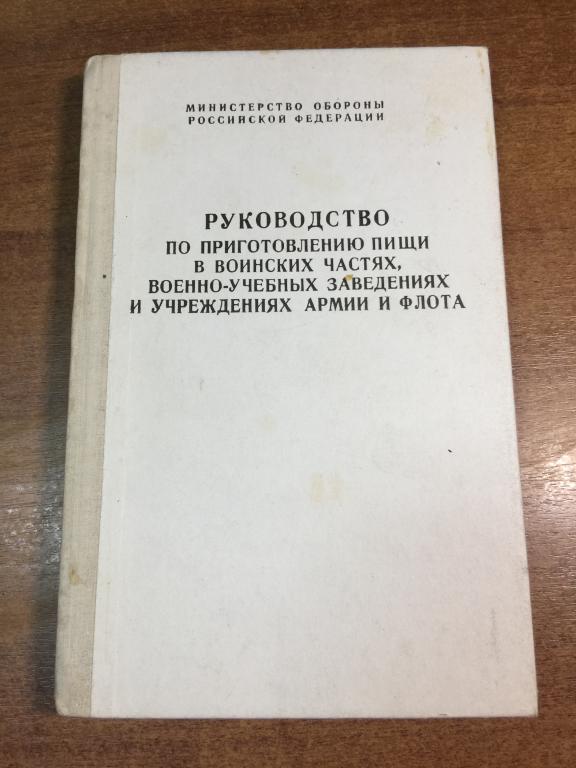 МИНИСТЕРСТВО ОБОРОНЫ
РОССИЙСКОЙ ФЕДЕРАЦИИ
РУКОВОДСТВО
ПО ПРИГОТОВЛЕНИЮ ПИЩИ
В ВОИНСКИХ ЧАСТЯХ,
ВОЕННО-УЧЕБНЫХ ЗАВЕДЕНИЯХ
И УЧРЕЖДЕНИЯХ АРМИИ И ФЛОТА